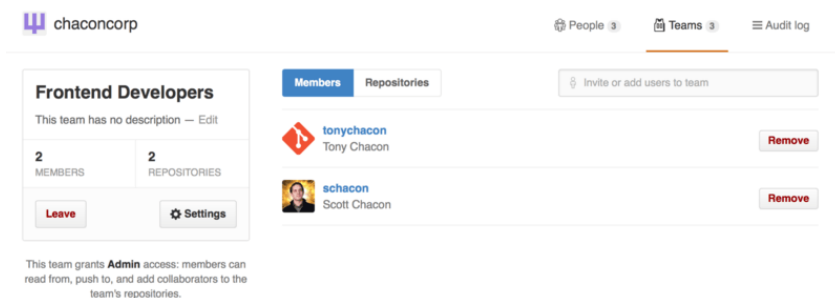 chaconcorp
People 3
Teams 3
Audit log
Frontend Developers
This team has no description — Edit
2
MEMBERS
2
REPOSITORIES
Leave
Settings
This team grants Admin access: members can
read from, push to, and add collaborators to the
team's repositories.
Members
Repositories
Invite or add users to team
tonychacon
Tony Chacon
Remove
schacon
Scott Chacon
Remove